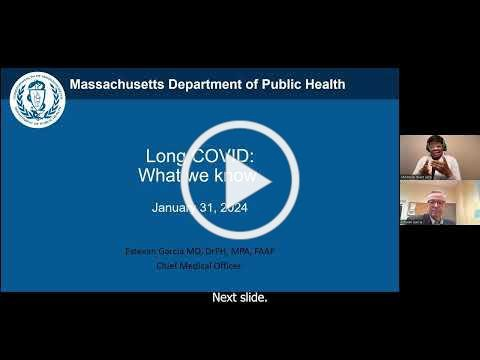 Massachusetts Department of Public Health
Long COVID:
What we know
January 31, 2024
Estevan Garcia MD, DrPH, MPA, FAAP
Chief Medical Officer
Next slide.